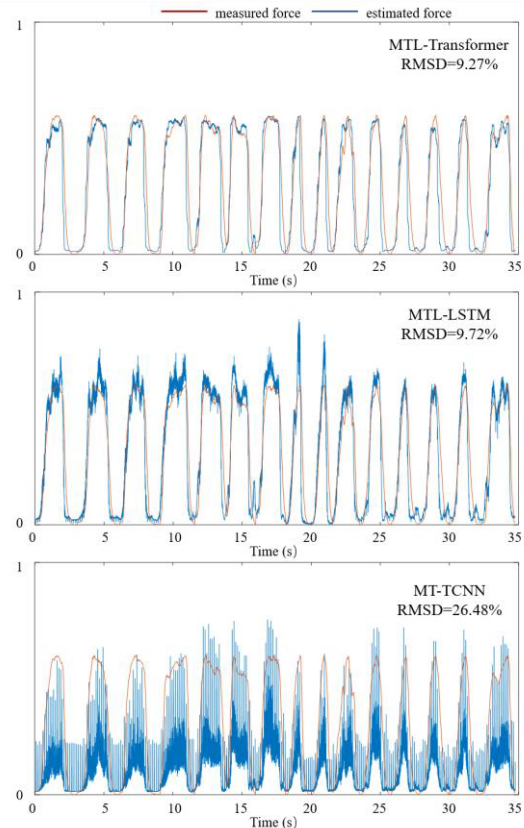 measured force estimated force
1
MTL-Transformer
RMSD=9.27%
0
0 5 10 15 20 25 30 35
Time (s)
1
MTL-LSTM
RMSD=9.72%
0
0 5 10 15 20 25 30 35
Time (s)
1
MT-TCNN
RMSD=26.48%
0
0 5 10 15 20 25 30 35
Time (s)